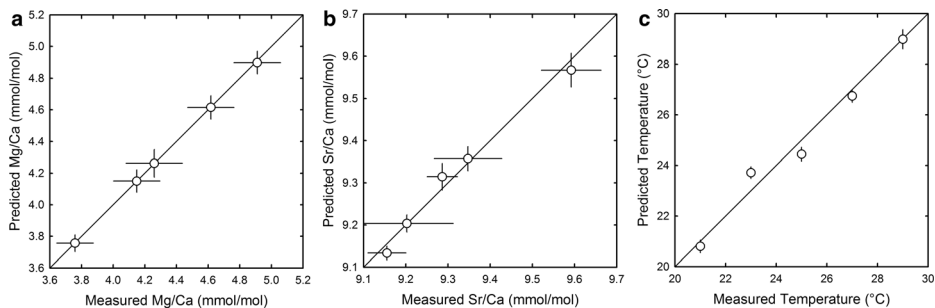 a
5.2
5.0
4.8
4.6
4.4
4.2
4.0
3.8
3.6
3.6 4.0 4.2 4.4 4.6 4.8 5.0 5.2
Predicted Mg/Ca (mmol/mol)
Measured Mg/Ca (mmol/mol)
b
9.7
9.6
9.5
9.3
9.2
9.1
9.1 9.2 9.3 9.4 9.5 9.6 9.7
Predicted Sr/Ca (mmol/mol)
Measured Sr/Ca (mmol/mol)
c
30
28
26
24
22
20
20 22 24 26 28 30
Predicted Temperature (°C)
Measured Temperature (°C)